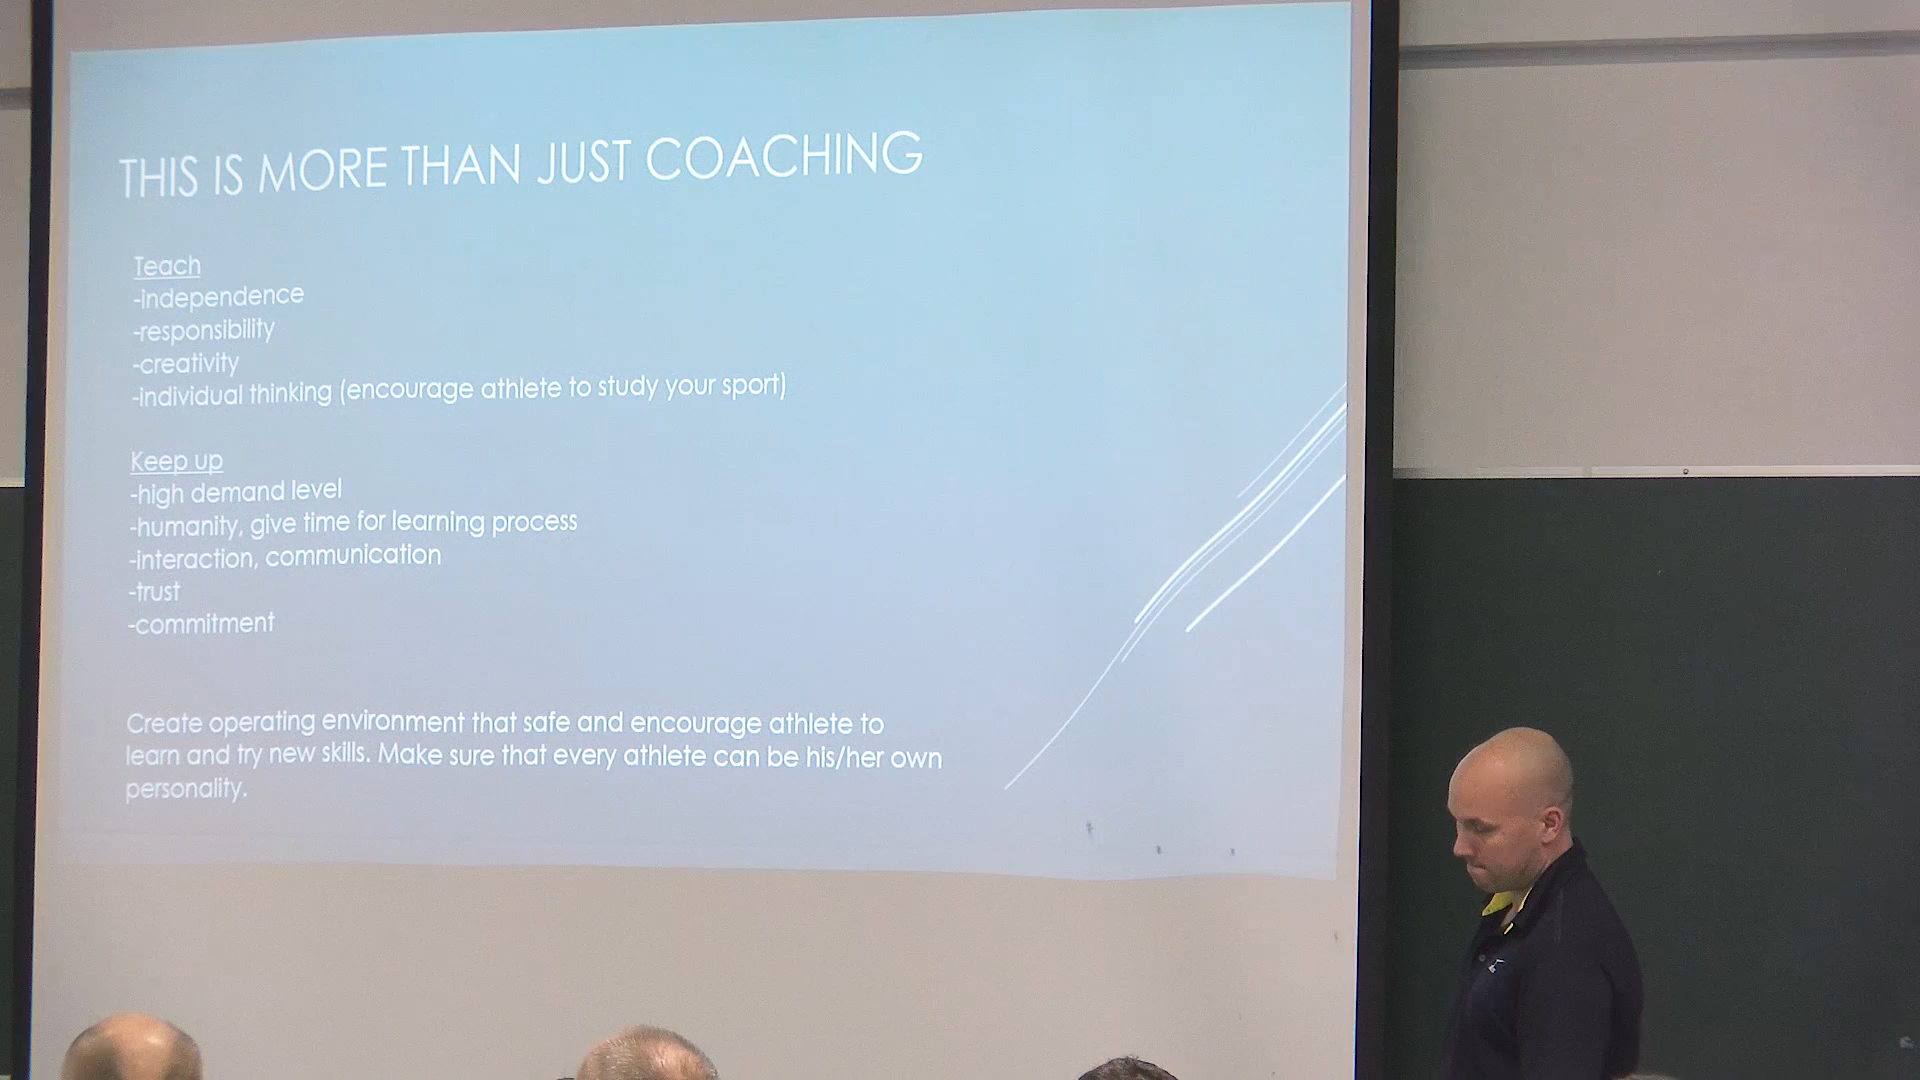 THIS IS MORE THAN JUST COACHING
Teach
-independence
-responsibility
-creativity
-individual thinking (encourage athlete to study your sport)
Keep up
-high demand level
-humanity, give time for learning process
-interaction, communication
-trust
-commitment
Create operating environment that safe and encourage athlete to
learn and try new skills. Make sure that every athlete can be his/her own
personality.